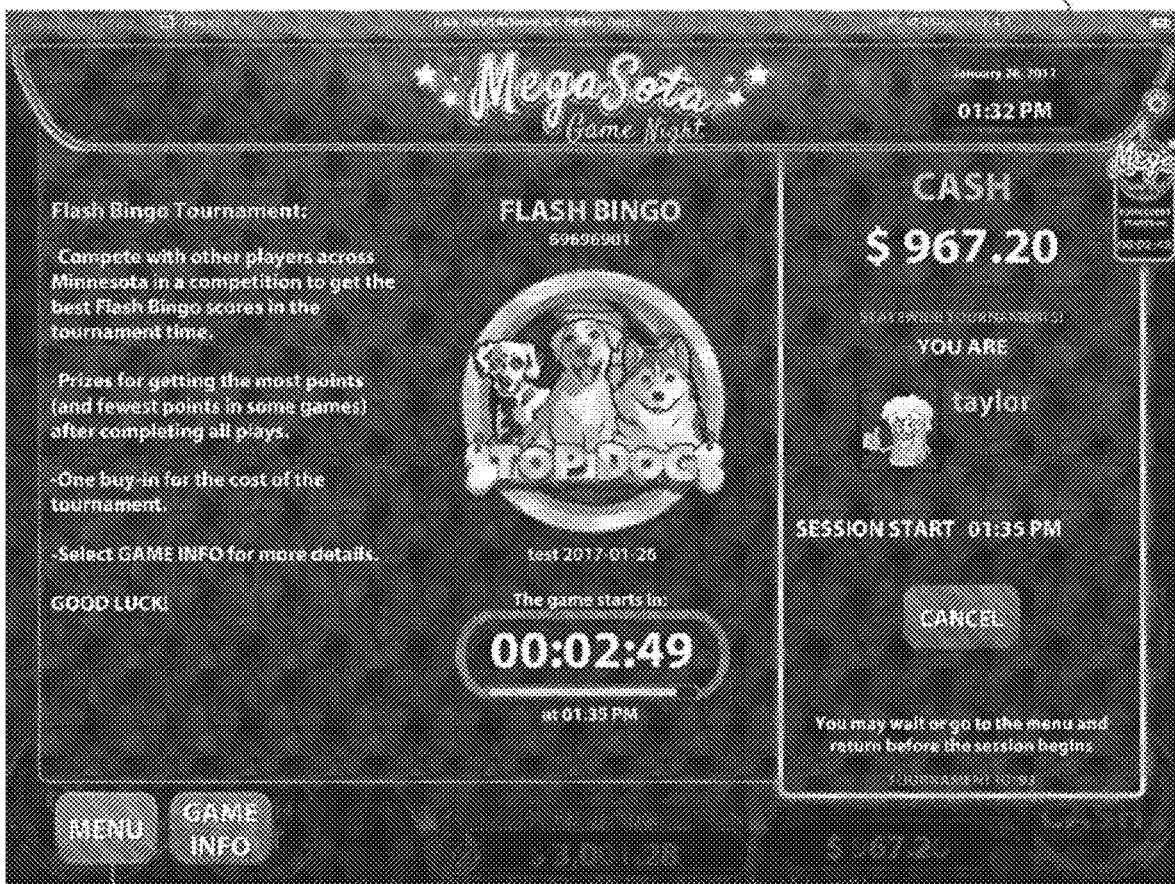 MegaSota
Game Night
January 26, 2017
01:32 PM
Flash Bingo Tournament:
-Compete with other players across
Minnesota in a competition to get the
best Flash Bingo scores in the
tournament time.
-Prizes for getting the most points
(and fewest points in some games)
after completing all plays.
-One buy-in for the cost of the
tournament.
-Select GAME INFO for more details.
GOOD LUCK!
FLASH BINGO
69696901
TOP DOG
test 2017-01-26
The game starts in:
00:02:49
at 01:35 PM
CASH
$ 967.20
YOU ARE
taylor
SESSION START 01:35 PM
CANCEL
You may wait or go to the menu and
return before the session begins
Mega
MENU
GAME
INFO